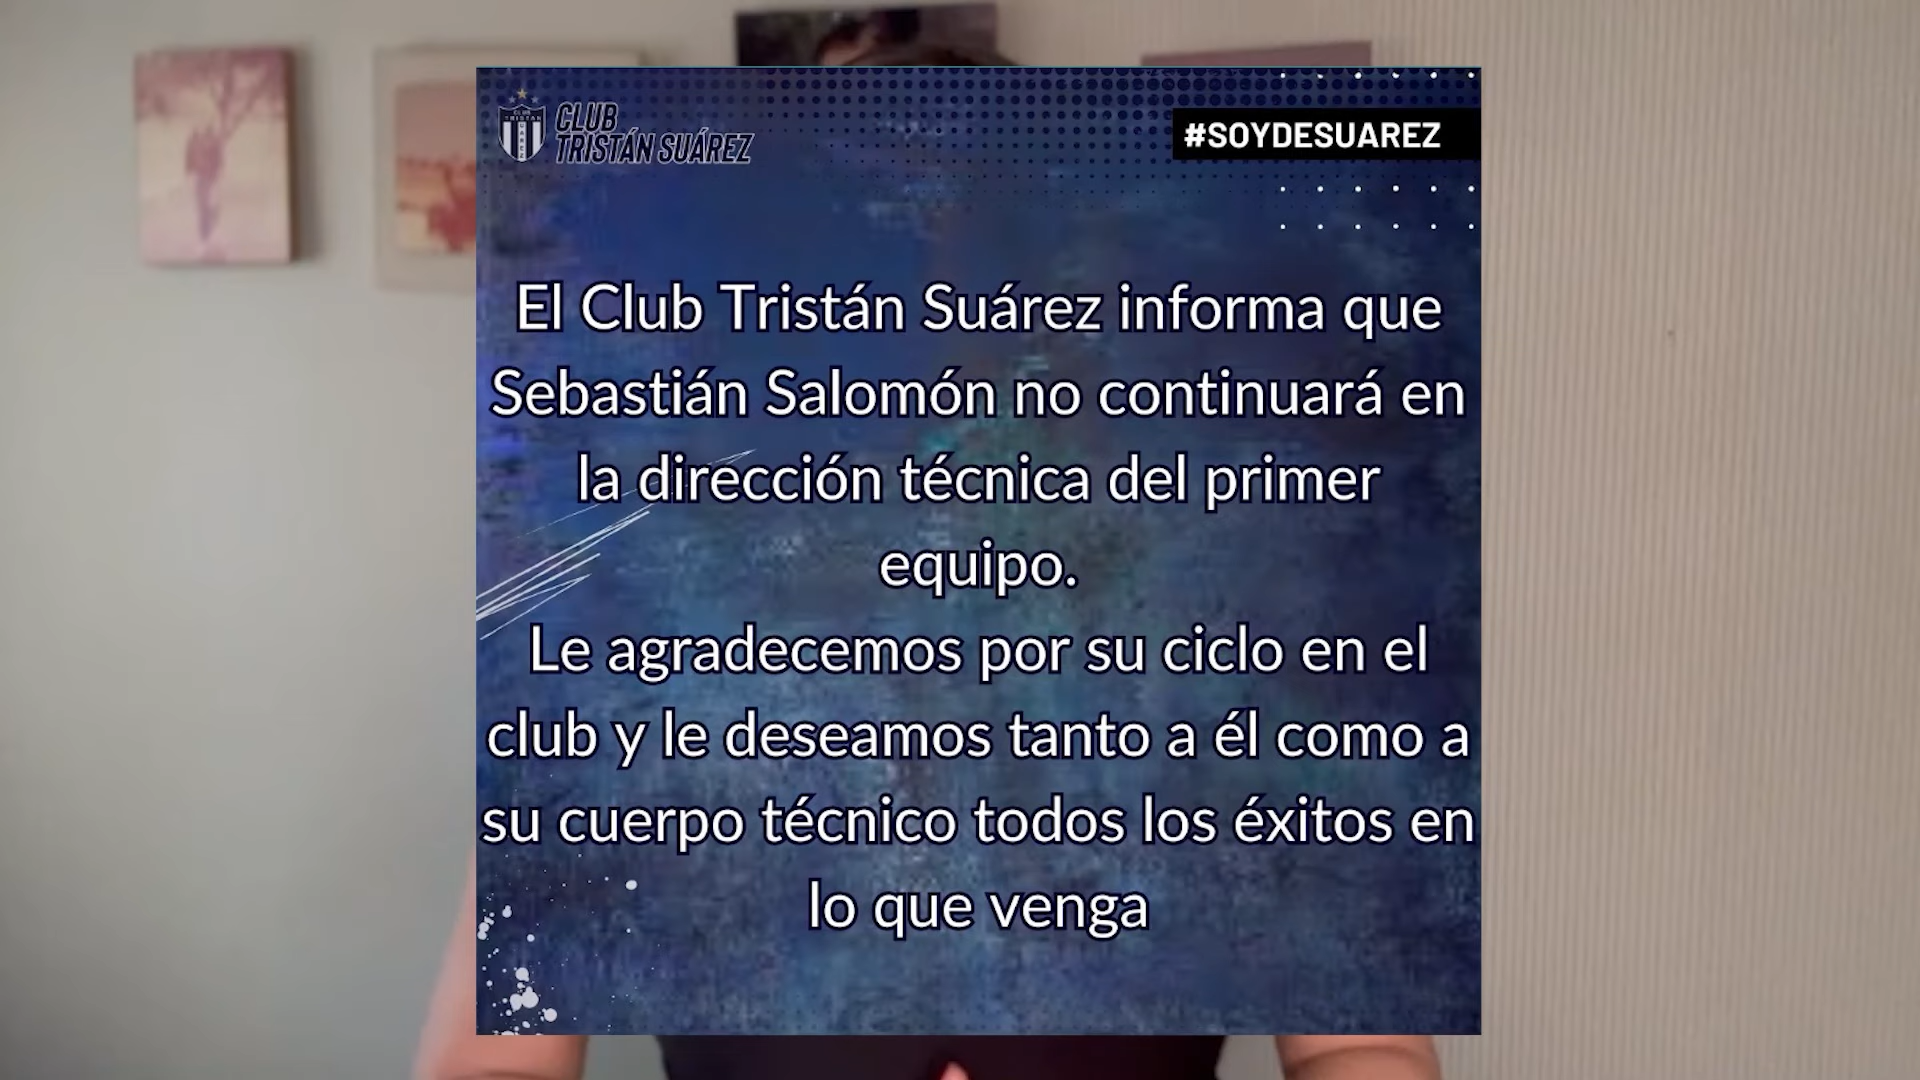 CLUB
TRISTÁN SUÁREZ
#SOYDESUAREZ
El Club Tristán Suárez informa que
Sebastián Salomón no continuará en
la dirección técnica del primer
equipo.
Le agradecemos por su ciclo en el
club y le deseamos tanto a él como a
su cuerpo técnico todos los éxitos en
lo que venga